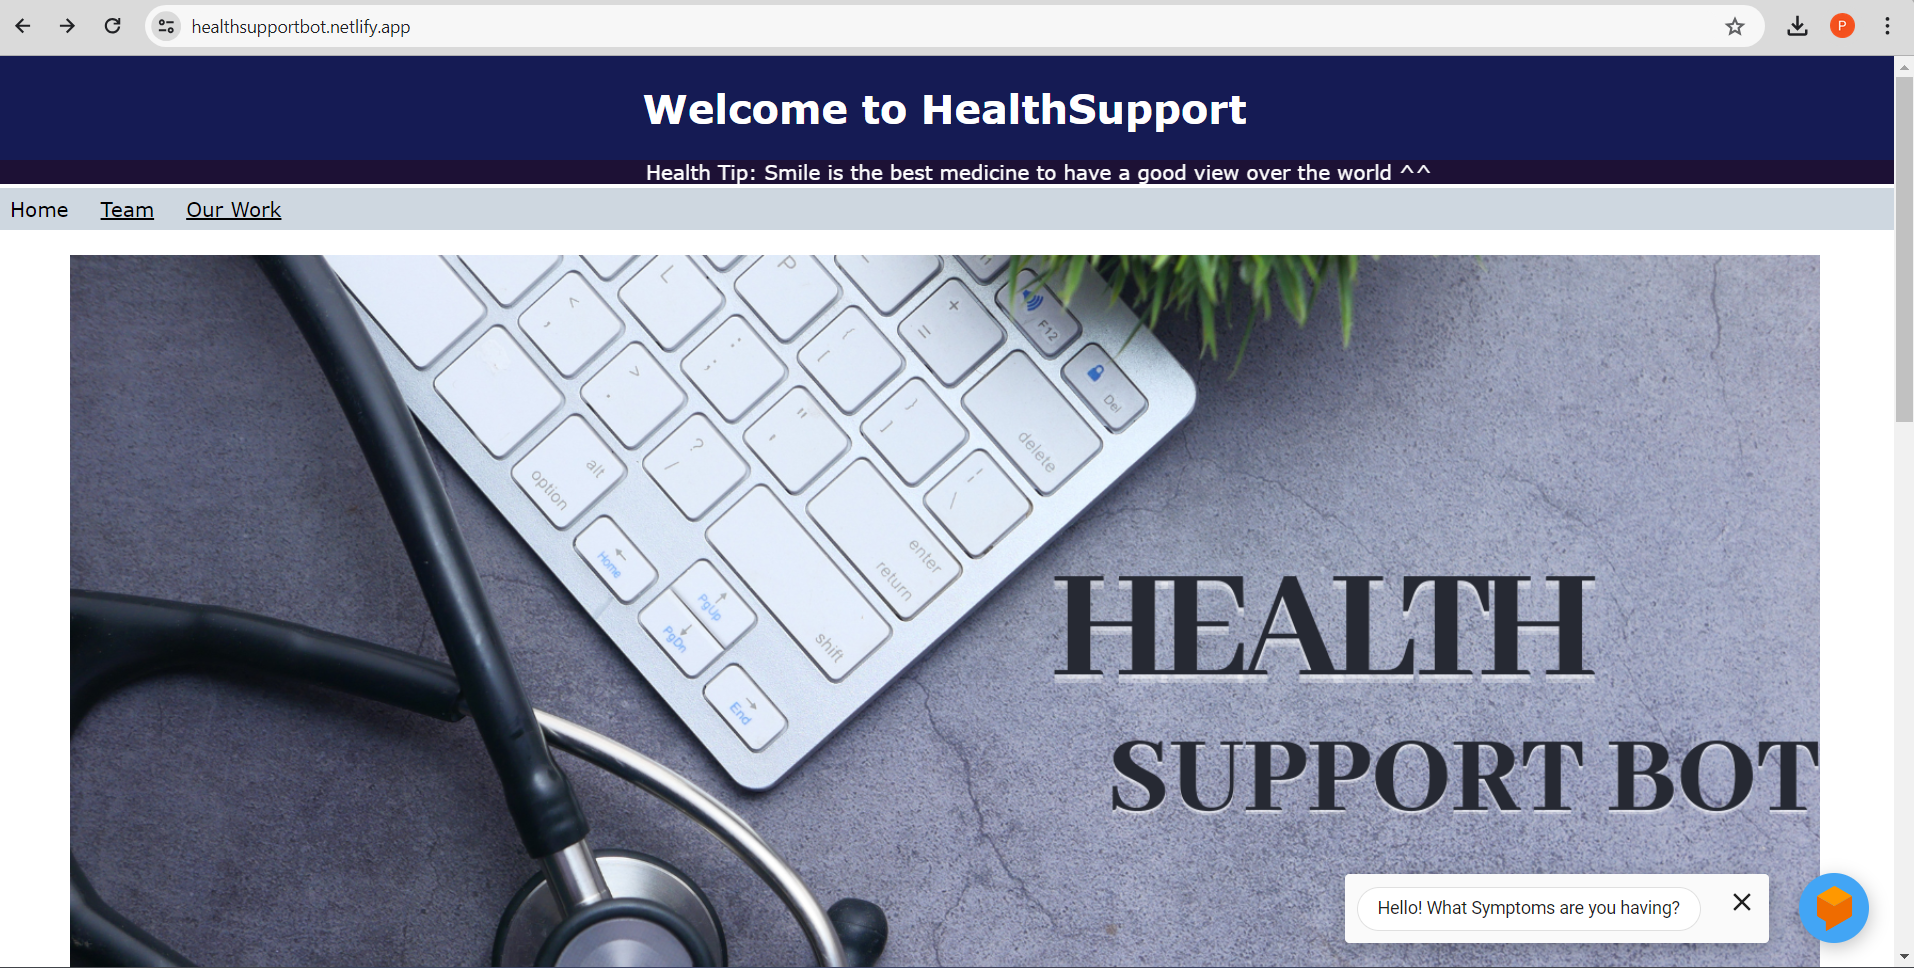 healthsupportbot.netlify.app
P
Welcome to HealthSupport
Health Tip: Smile is the best medicine to have a good view over the world ^^
Home Team Our Work
L P
, <
. >
; :
+ =
F12
Del
" '
] }
? /
delete
alt
option
enter
return
shift
Home
PgUp
PgDn
End
HEALTH
SUPPORT BOT
Hello! What Symptoms are you having?